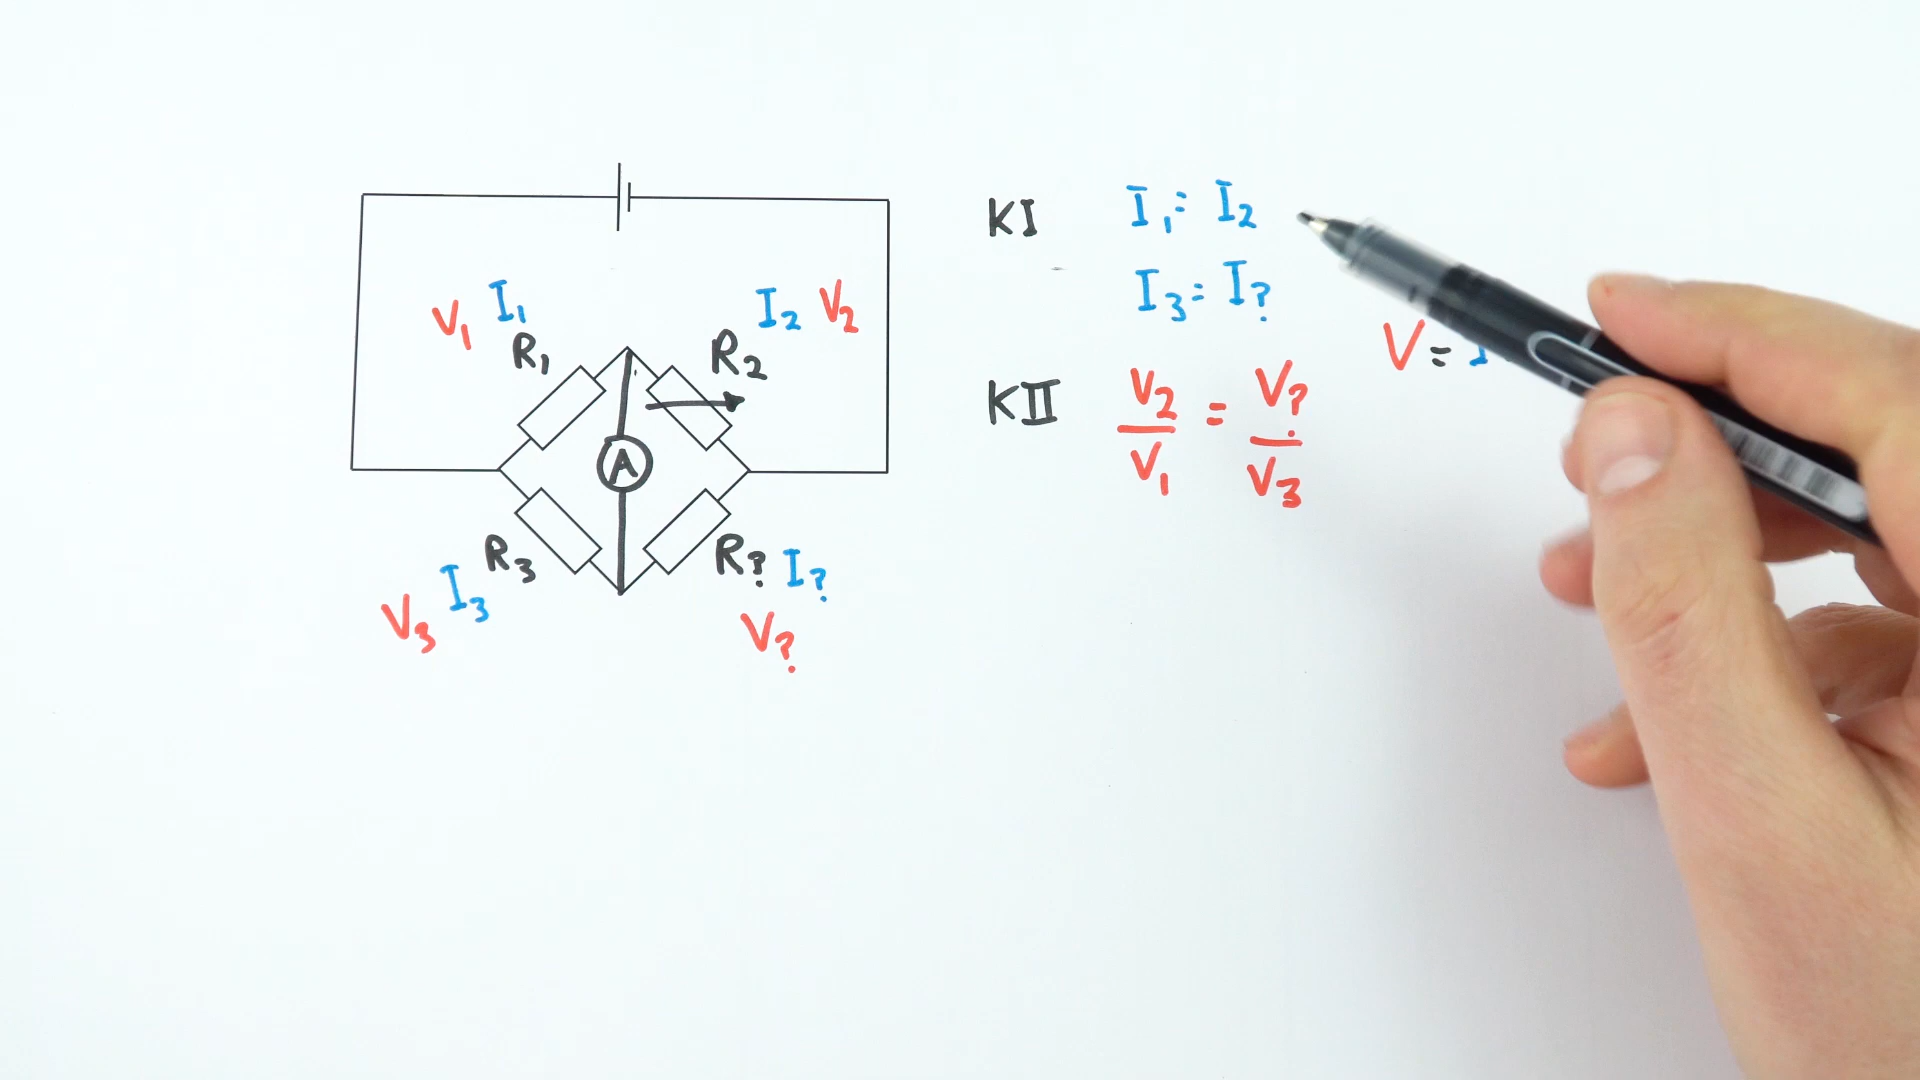 V₁ I₁
R₁
I₂ V₂
R₂
A
R₃
I₃
V₃
R? I?
V?
KI I₁ = I₂
I₃ = I?
KII V₂/V₁ = V?/V₃
V = I